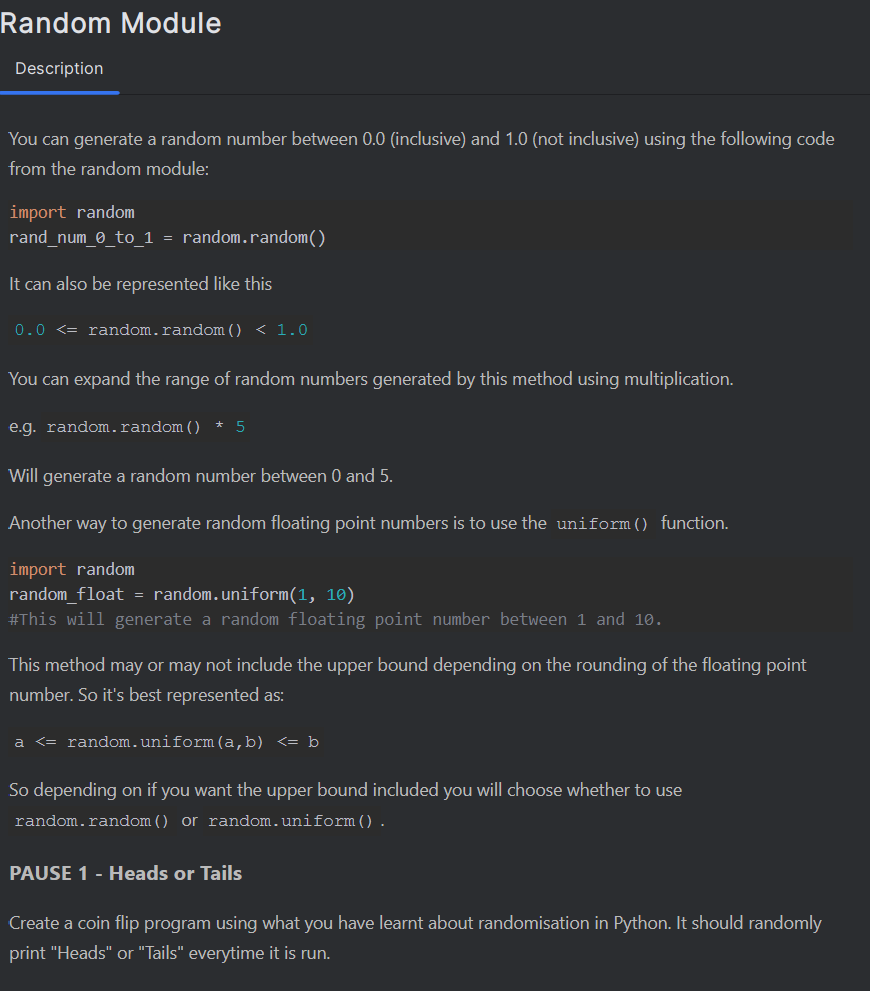 Random Module
Description
You can generate a random number between 0.0 (inclusive) and 1.0 (not inclusive) using the following code
from the random module:
import random
rand_num_0_to_1 = random.random()
It can also be represented like this
0.0 <= random.random() < 1.0
You can expand the range of random numbers generated by this method using multiplication.
e.g. random.random() * 5
Will generate a random number between 0 and 5.
Another way to generate random floating point numbers is to use the uniform() function.
import random
random_float = random.uniform(1, 10)
#This will generate a random floating point number between 1 and 10.
This method may or may not include the upper bound depending on the rounding of the floating point
number. So it's best represented as:
a <= random.uniform(a,b) <= b
So depending on if you want the upper bound included you will choose whether to use
random.random() or random.uniform().
PAUSE 1 - Heads or Tails
Create a coin flip program using what you have learnt about randomisation in Python. It should randomly
print "Heads" or "Tails" everytime it is run.